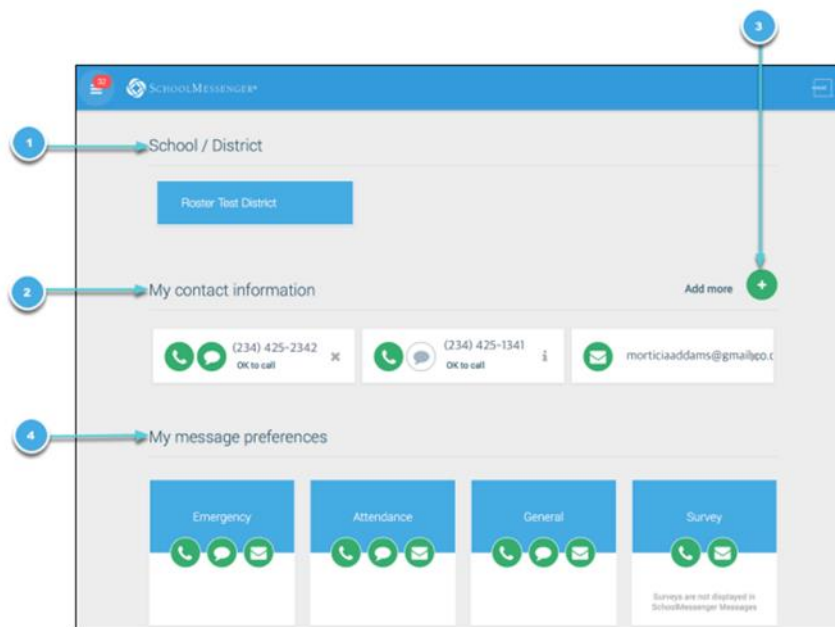 3
32
SCHOOLMESSENGER®
1
School / District
Roster Test District
2
My contact information
Add more
(234) 425-2342
OK to call
(234) 425-1341
OK to call
i
4
My message preferences
Emergency
Attendance
General
Survey
Surveys are not displayed in
SchoolMessenger Messages